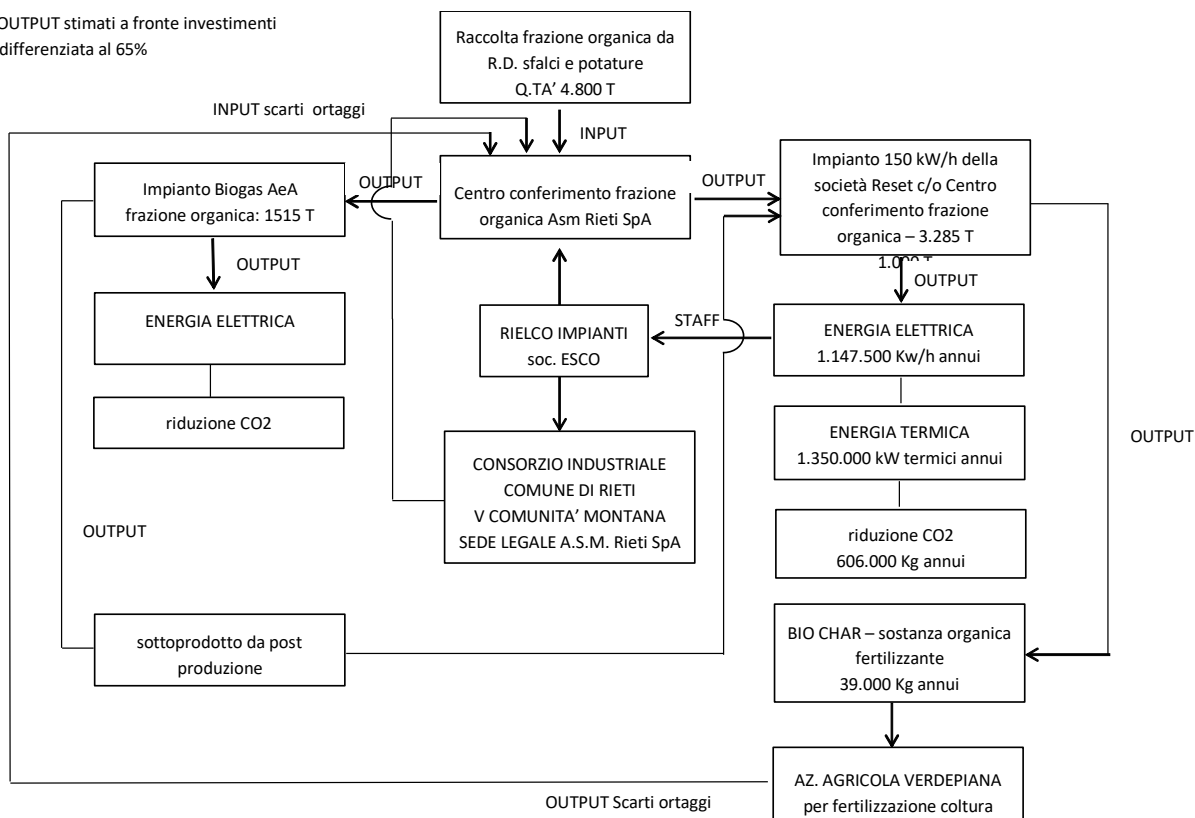 OUTPUT stimati a fronte investimenti
differenziata al 65%
Raccolta frazione organica da
R.D. sfalci e potature
Q.TA’ 4.800 T
INPUT scarti ortaggi
INPUT
Impianto Biogas AeA
frazione organica: 1515 T
OUTPUT
Centro conferimento frazione
organica Asm Rieti SpA
OUTPUT
Impianto 150 kW/h della
società Reset c/o Centro
conferimento frazione
organica – 3.285 T
1.000 T
OUTPUT
OUTPUT
ENERGIA ELETTRICA
RIELCO IMPIANTI
soc. ESCO
STAFF
ENERGIA ELETTRICA
1.147.500 Kw/h annui
riduzione CO2
ENERGIA TERMICA
1.350.000 kW termici annui
OUTPUT
CONSORZIO INDUSTRIALE
COMUNE DI RIETI
V COMUNITA’ MONTANA
SEDE LEGALE A.S.M. Rieti SpA
OUTPUT
riduzione CO2
606.000 Kg annui
sottoprodotto da post
produzione
BIO CHAR – sostanza organica
fertilizzante
39.000 Kg annui
OUTPUT Scarti ortaggi
AZ. AGRICOLA VERDEPIANA
per fertilizzazione coltura